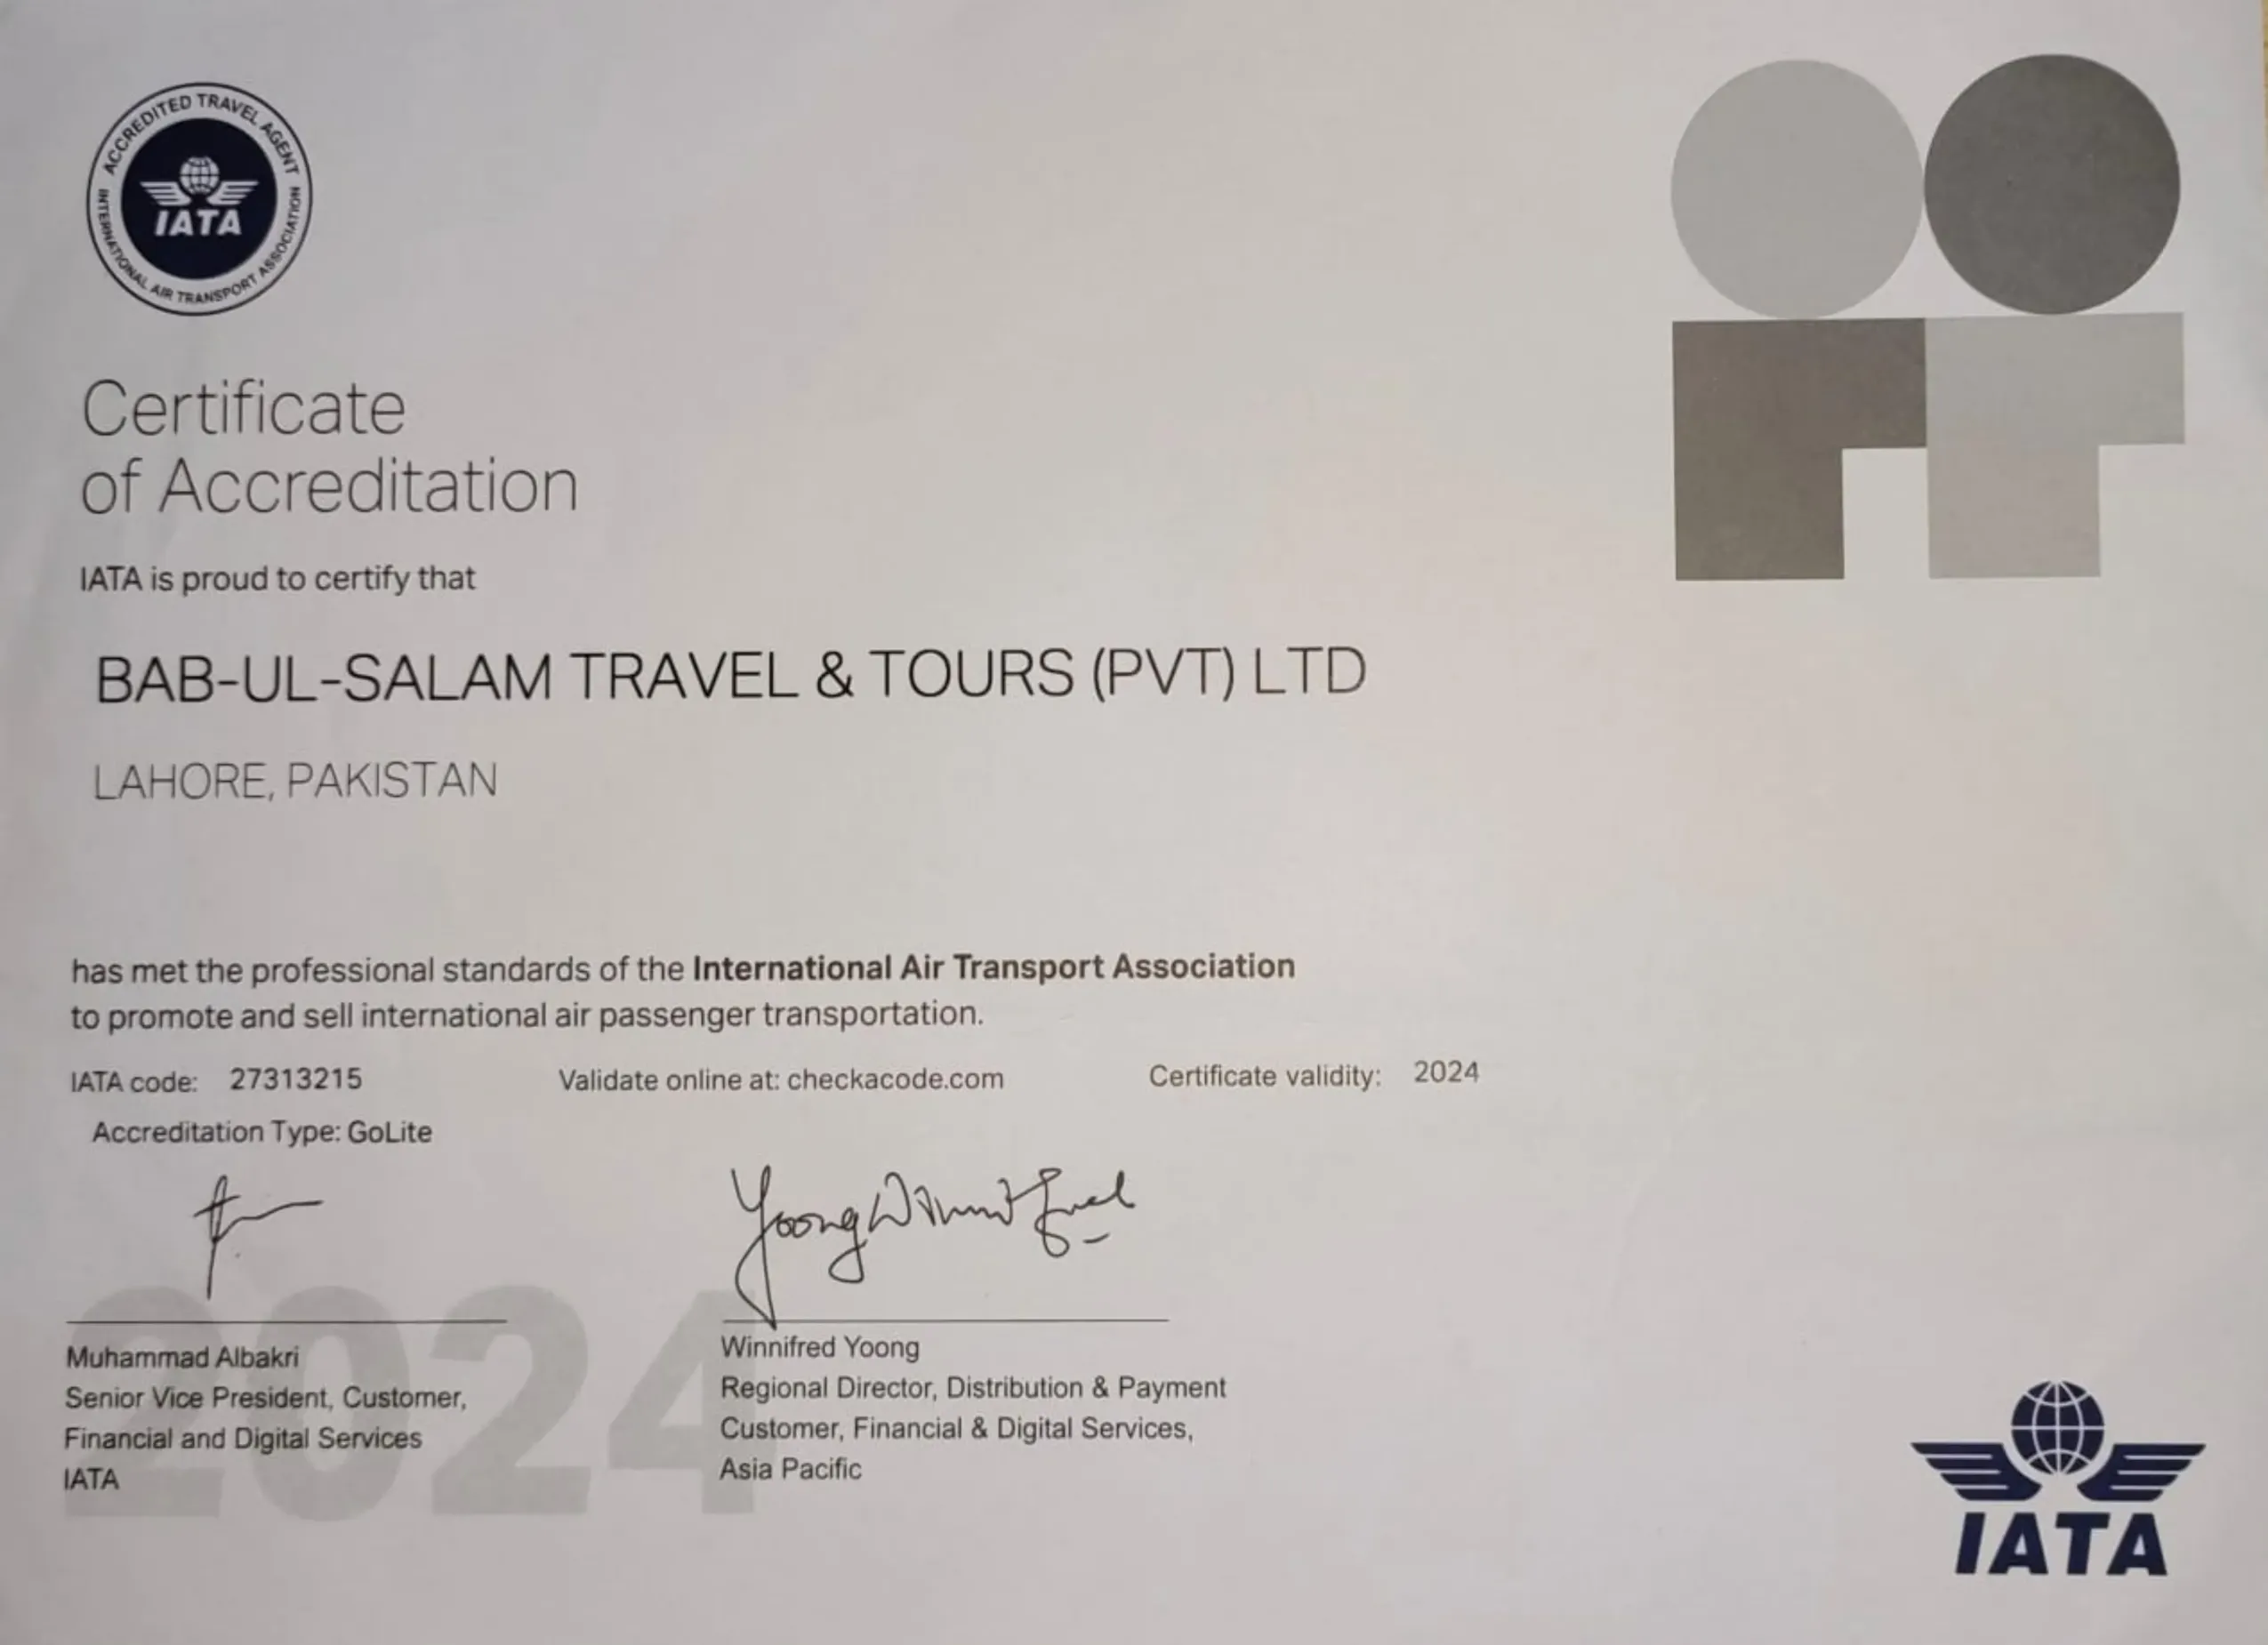 ACCREDITED TRAVEL AGENT
INTERNATIONAL AIR TRANSPORT ASSOCIATION
IATA
Certificate
of Accreditation
IATA is proud to certify that
BAB-UL-SALAM TRAVEL & TOURS (PVT) LTD
LAHORE, PAKISTAN
has met the professional standards of the International Air Transport Association
to promote and sell international air passenger transportation.
IATA code: 27313215 Validate online at: checkacode.com Certificate validity: 2024
Accreditation Type: GoLite
2024
Muhammad Albakri
Senior Vice President, Customer,
Financial and Digital Services
IATA
Winnifred Yoong
Regional Director, Distribution & Payment
Customer, Financial & Digital Services,
Asia Pacific
IATA